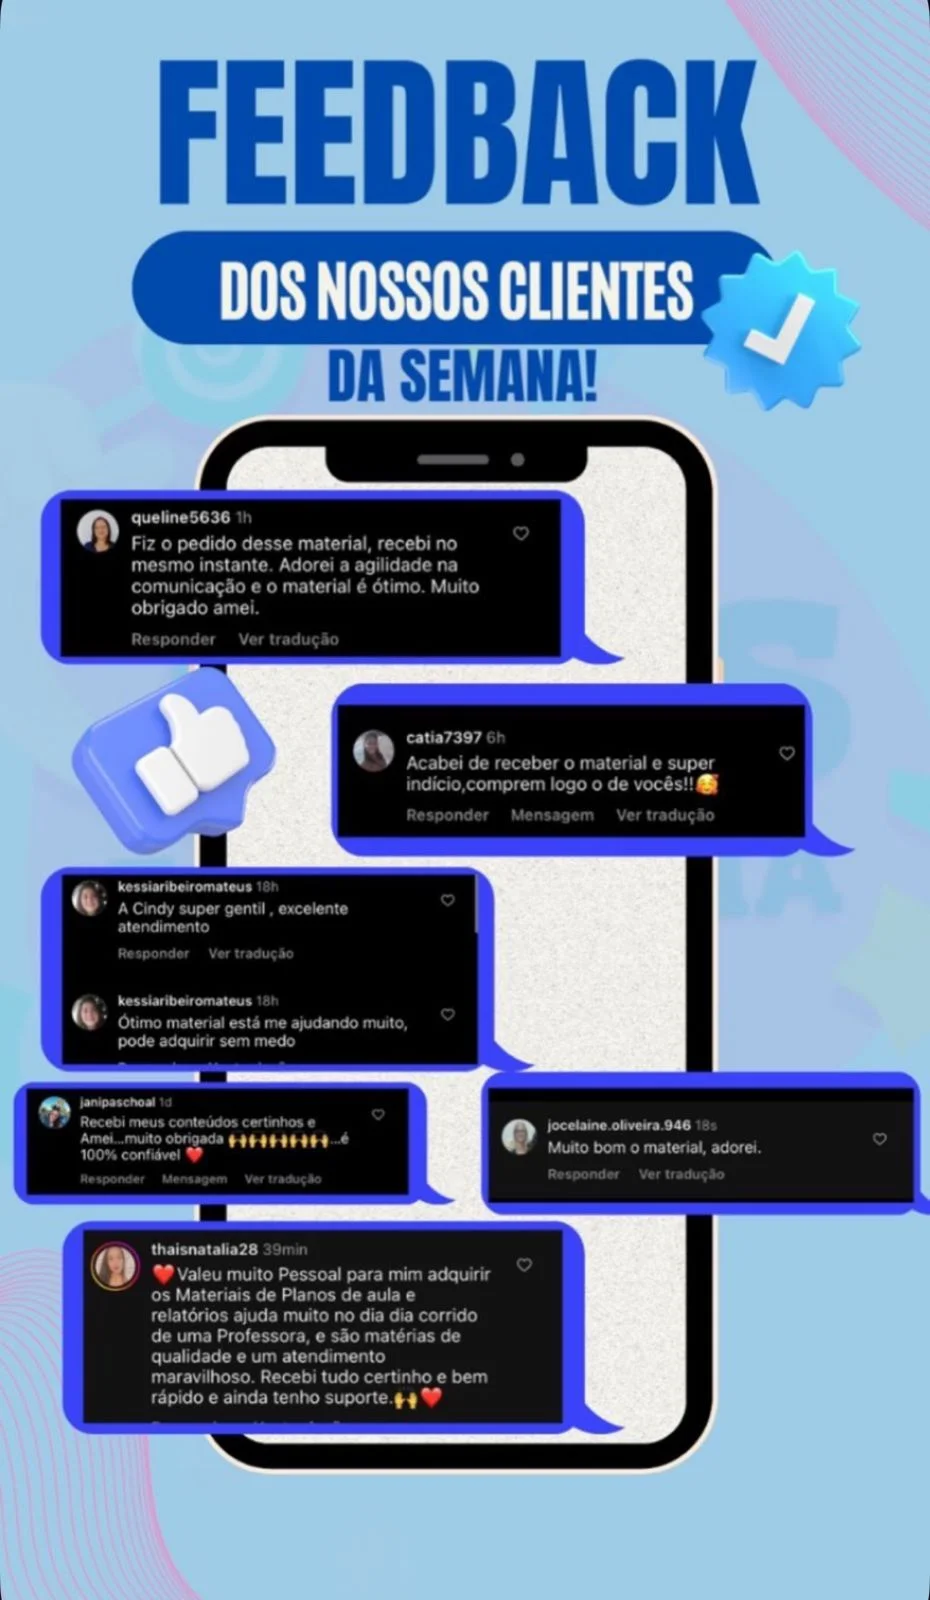 FEEDBACK
DOS NOSSOS CLIENTES
DA SEMANA!
queline5636 1h
Fiz o pedido desse material, recebi no
mesmo instante. Adorei a agilidade na
comunicação e o material é ótimo. Muito
obrigado amei.
Responder Ver tradução
catia7397 6h
Acabei de receber o material e super
indício,comprem logo o de vocês!!🥰
Responder Mensagem Ver tradução
kessiaribeiromateus 18h
A Cindy super gentil , excelente
atendimento
Responder Ver tradução
kessiaribeiromateus 18h
Ótimo material está me ajudando muito,
pode adquirir sem medo
janipaschoal 1d
Recebi meus conteúdos certinhos e
Amei...muito obrigada 🙌🙌🙌🙌🙌🙌...é
100% confiável ❤️
Responder Mensagem Ver tradução
jocelaine.oliveira.946 18s
Muito bom o material, adorei.
Responder Ver tradução
thaisnatalia28 39min
❤️Valeu muito Pessoal para mim adquirir
os Materiais de Planos de aula e
relatórios ajuda muito no dia dia corrido
de uma Professora, e são matérias de
qualidade e um atendimento
maravilhoso. Recebi tudo certinho e bem
rápido e ainda tenho suporte.🙌❤️